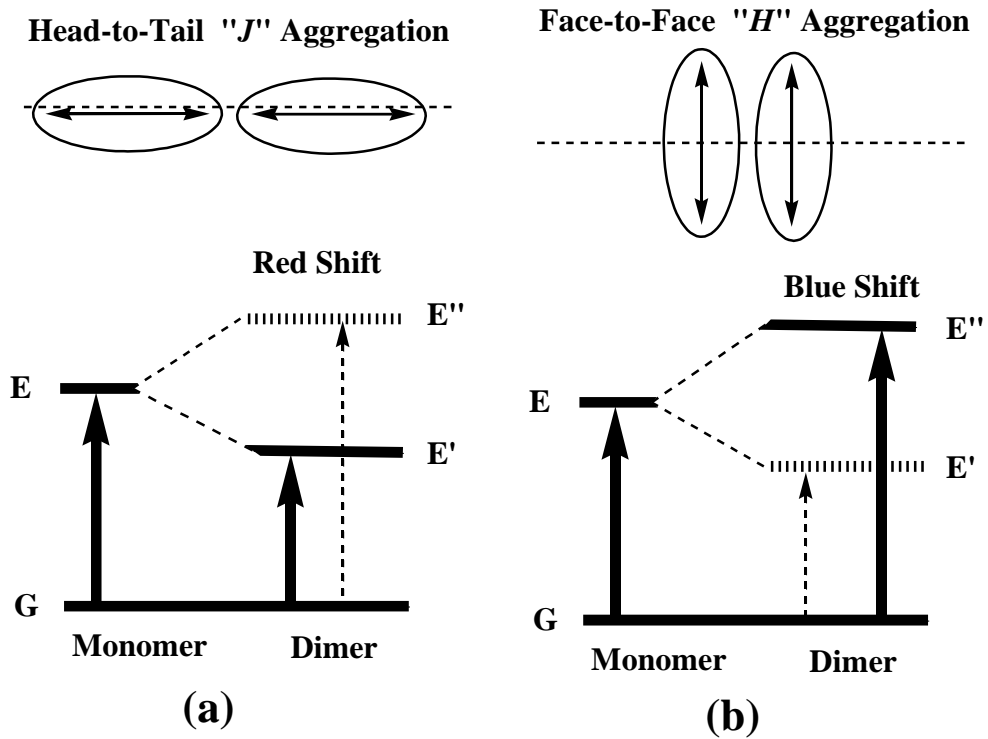 Head-to-Tail "J" Aggregation
Red Shift
E"
E
E'
G
Monomer
Dimer
(a)
Face-to-Face "H" Aggregation
Blue Shift
E"
E
E'
G
Monomer
Dimer
(b)